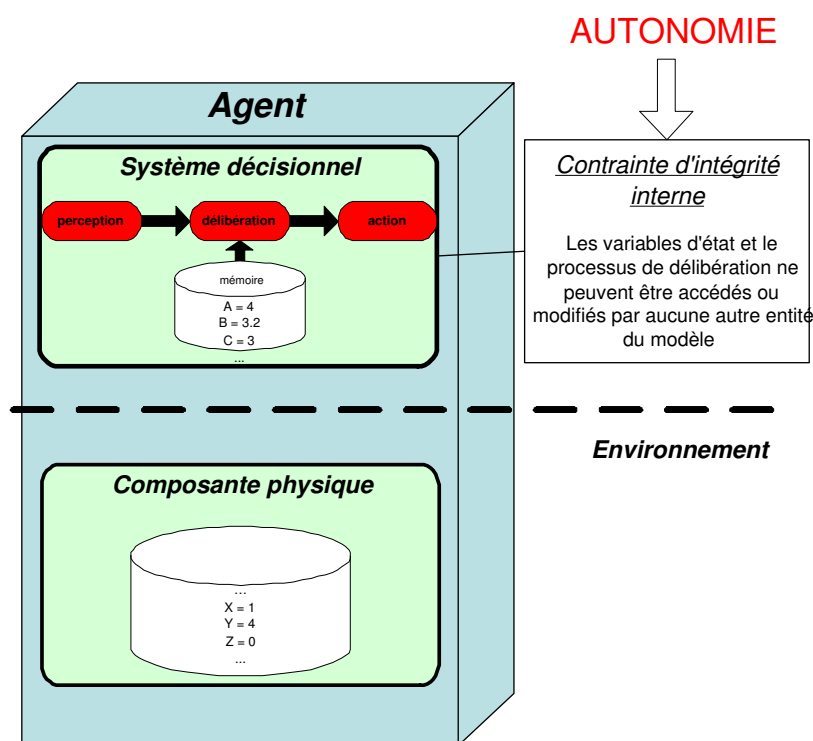 AUTONOMIE
Agent
Système décisionnel
perception
délibération
action
mémoire
A = 4
B = 3.2
C = 3
...
Contrainte d'intégrité
interne
Les variables d'état et le
processus de délibération ne
peuvent être accédés ou
modifiés par aucune autre entité
du modèle
Environnement
Composante physique
...
X = 1
Y = 4
Z = 0
...